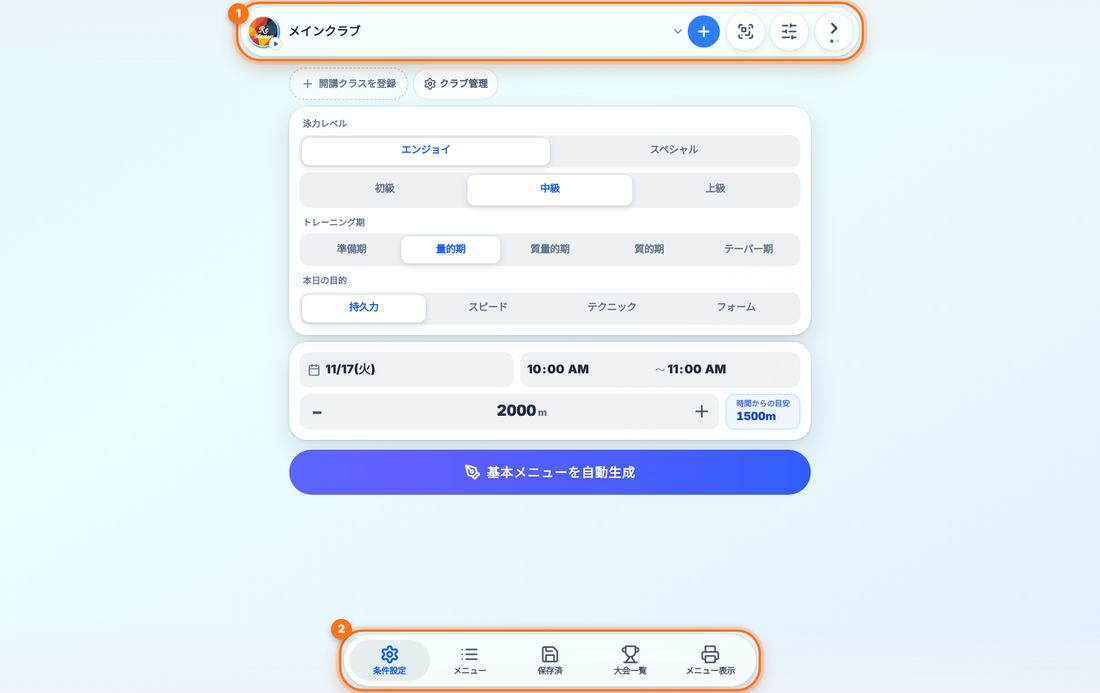 1
メインクラブ
開講クラスを登録
クラブ管理
泳力レベル
エンジョイ スペシャル
初級 中級 上級
トレーニング期
準備期 量的期 質量的期 質的期 テーパー期
本日の目的
持久力 スピード テクニック フォーム
11/17(火) 10:00 AM ～11:00 AM
2000m
時間からの目安
1500m
基本メニューを自動生成
2
条件設定 メニュー 保存済 大会一覧 メニュー表示